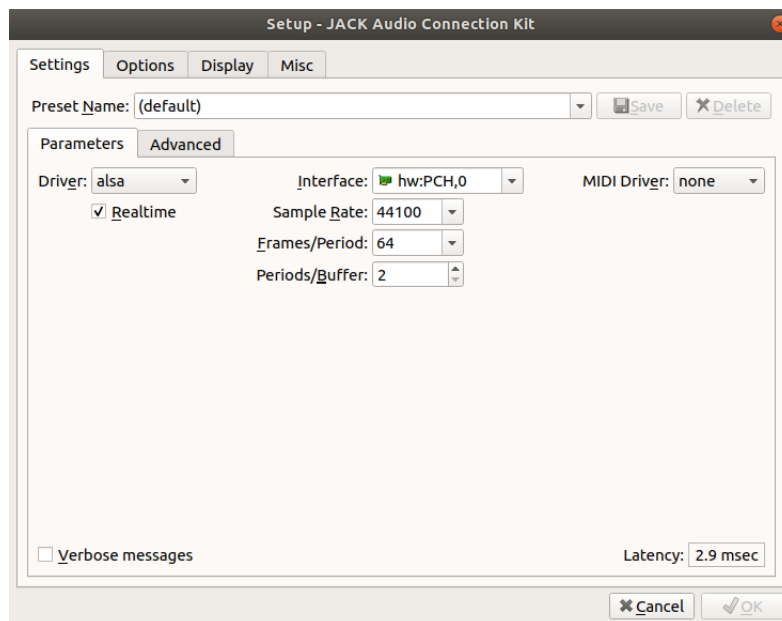 Setup - JACK Audio Connection Kit
Settings Options Display Misc
Preset Name: (default) Save Delete
Parameters Advanced
Driver: alsa Interface: hw:PCH,0 MIDI Driver: none
Realtime Sample Rate: 44100
Frames/Period: 64
Periods/Buffer: 2
Verbose messages Latency: 2.9 msec
Cancel OK